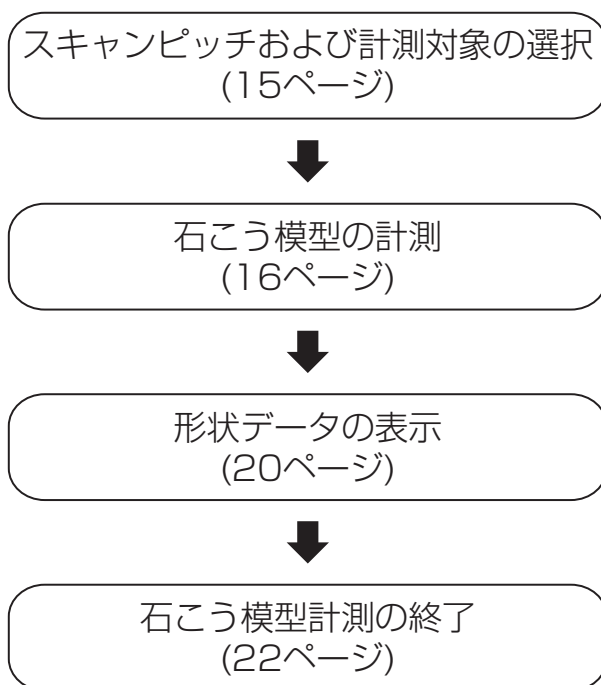 スキャンピッチおよび計測対象の選択
(15ページ)
石こう模型の計測
(16ページ)
形状データの表示
(20ページ)
石こう模型計測の終了
(22ページ)